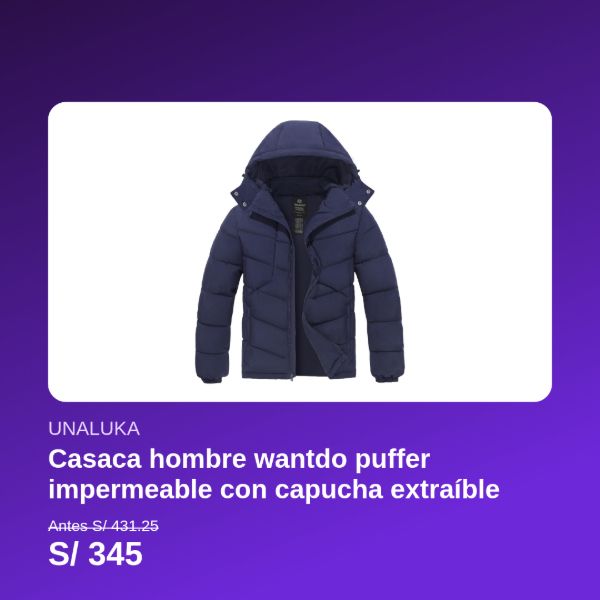 UNALUKA
Casaca hombre wantdo puffer
impermeable con capucha extraíble
Antes S/ 431.25
S/ 345